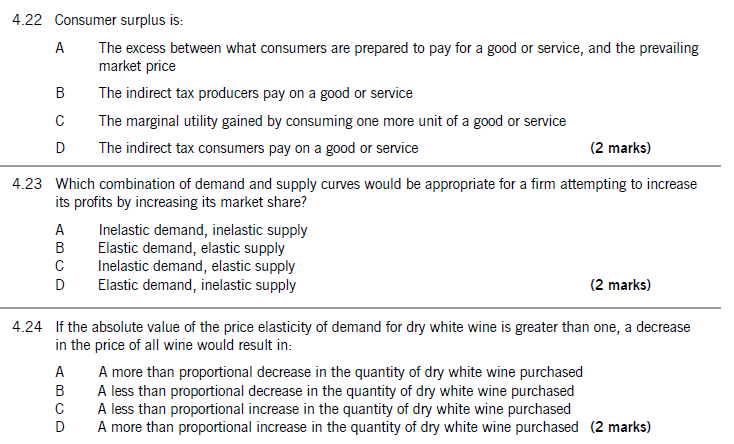 4.22 Consumer surplus is:
A The excess between what consumers are prepared to pay for a good or service, and the prevailing
market price
B The indirect tax producers pay on a good or service
C The marginal utility gained by consuming one more unit of a good or service
D The indirect tax consumers pay on a good or service (2 marks)
4.23 Which combination of demand and supply curves would be appropriate for a firm attempting to increase
its profits by increasing its market share?
A Inelastic demand, inelastic supply
B Elastic demand, elastic supply
C Inelastic demand, elastic supply
D Elastic demand, inelastic supply (2 marks)
4.24 If the absolute value of the price elasticity of demand for dry white wine is greater than one, a decrease
in the price of all wine would result in:
A A more than proportional decrease in the quantity of dry white wine purchased
B A less than proportional decrease in the quantity of dry white wine purchased
C A less than proportional increase in the quantity of dry white wine purchased
D A more than proportional increase in the quantity of dry white wine purchased (2 marks)